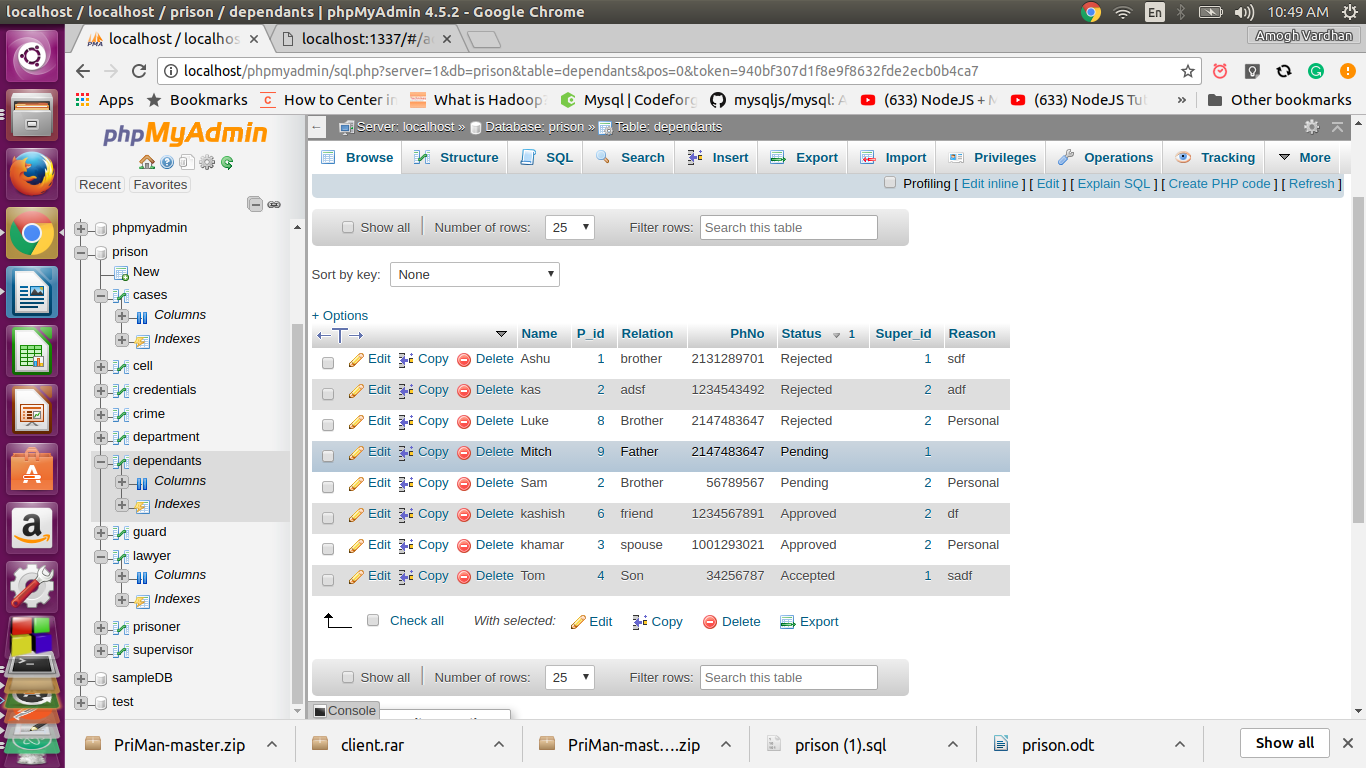 localhost / localhost / prison / dependants | phpMyAdmin 4.5.2 - Google Chrome
En
10:49 AM
PMA
localhost / localhos
localhost:1337/#/a
Amogh Vardhan
localhost/phpmyadmin/sql.php?server=1&db=prison&table=dependants&pos=0&token=940bf307d1f8e9f8632fde2ecb0b4ca7
Apps
Bookmarks
How to Center in
What is Hadoop
Mysql | Codeforg
mysqljs/mysql: A
(633) NodeJS + M
(633) NodeJS Tut
»
Other bookmarks
phpMyAdmin
Recent
Favorites
phpmyadmin
prison
New
cases
Columns
Indexes
cell
credentials
crime
department
dependants
Columns
Indexes
guard
lawyer
Columns
Indexes
prisoner
supervisor
sampleDB
test
Server: localhost » Database: prison » Table: dependants
Browse Structure SQL Search Insert Export Import Privileges Operations Tracking More
Profiling [ Edit inline ] [ Edit ] [ Explain SQL ] [ Create PHP code ] [ Refresh ]
Show all | Number of rows: 25 Filter rows: Search this table
Sort by key: None
+ Options
Name P_id Relation PhNo Status 1 Super_id Reason
Edit Copy Delete Ashu 1 brother 2131289701 Rejected 1 sdf
Edit Copy Delete kas 2 adsf 1234543492 Rejected 2 adf
Edit Copy Delete Luke 8 Brother 2147483647 Rejected 2 Personal
Edit Copy Delete Mitch 9 Father 2147483647 Pending 1
Edit Copy Delete Sam 2 Brother 56789567 Pending 2 Personal
Edit Copy Delete kashish 6 friend 1234567891 Approved 2 df
Edit Copy Delete khamar 3 spouse 1001293021 Approved 2 Personal
Edit Copy Delete Tom 4 Son 34256787 Accepted 1 sadf
Check all With selected: Edit Copy Delete Export
Show all | Number of rows: 25 Filter rows: Search this table
Console
PriMan-master.zip
client.rar
PriMan-mast....zip
prison (1).sql
prison.odt
Show all